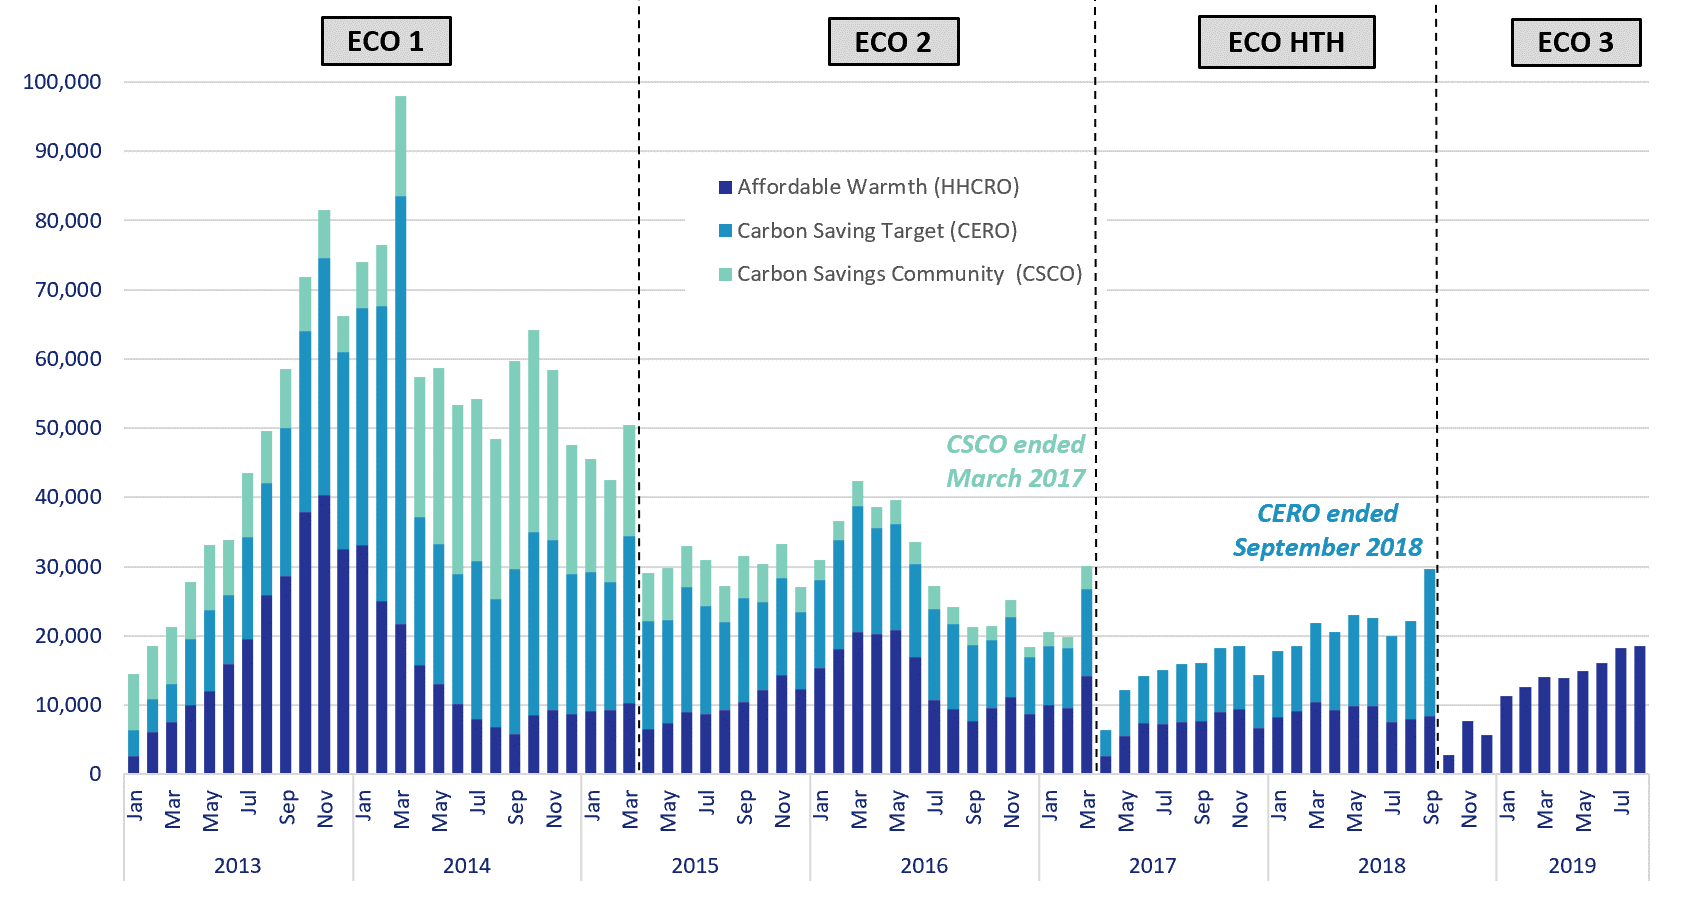 ECO 1 ECO 2 ECO HTH ECO 3
100,000
90,000
80,000
70,000
60,000
50,000
40,000
30,000
20,000
10,000
0
Affordable Warmth (HHCRO)
Carbon Saving Target (CERO)
Carbon Savings Community (CSCO)
CSCO ended
March 2017
CERO ended
September 2018
Jan Mar May Jul Sep Nov Jan Mar May Jul Sep Nov Jan Mar May Jul Sep Nov Jan Mar May Jul Sep Nov Jan Mar May Jul Sep Nov Jan Mar May Jul Sep Nov Jan Mar May Jul
2013 2014 2015 2016 2017 2018 2019